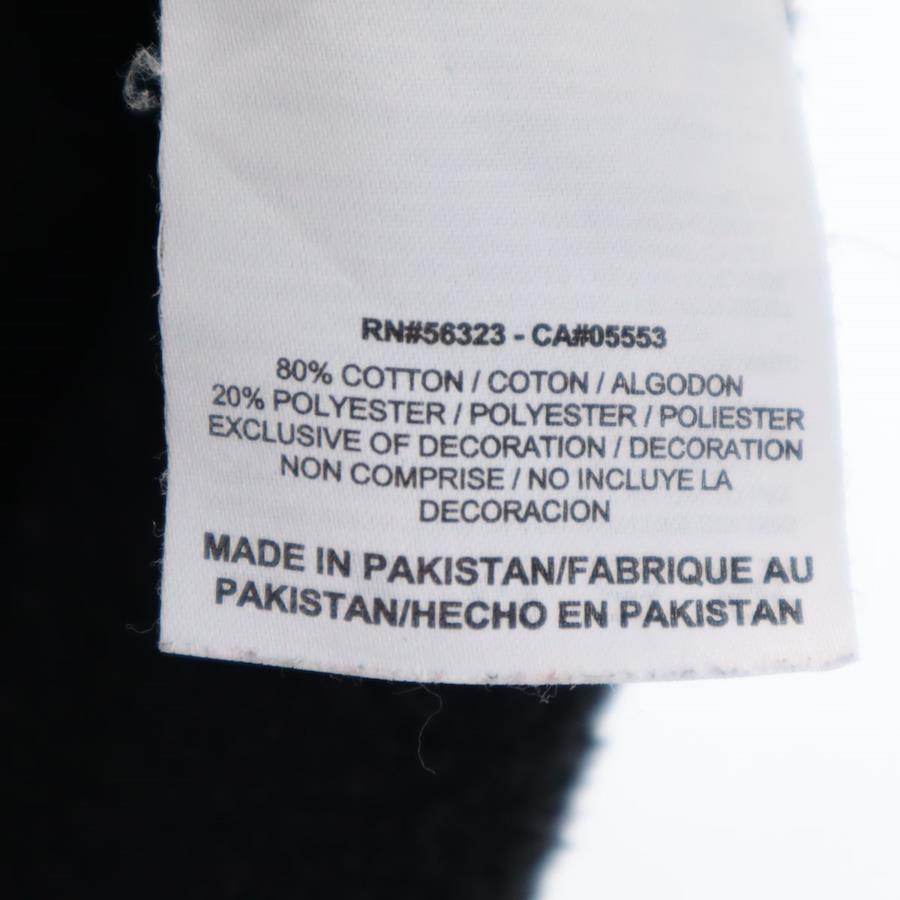 RN#56323 - CA#05553
80% COTTON / COTON / ALGODON
20% POLYESTER / POLYESTER / POLIESTER
EXCLUSIVE OF DECORATION / DECORATION
NON COMPRISE / NO INCLUYE LA
DECORACION
MADE IN PAKISTAN/FABRIQUE AU
PAKISTAN/HECHO EN PAKISTAN